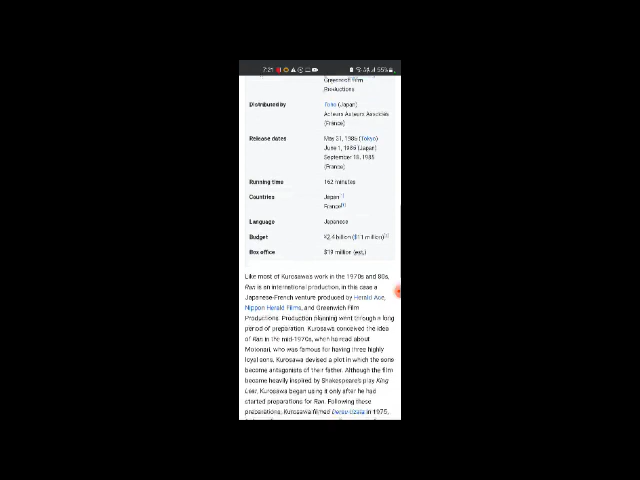 7:21
55%
Greenwich Film
Productions
Distributed by
Toho (Japan)
Acteurs Auteurs Associés
(France)
Release dates
May 31, 1985 (Tokyo)
June 1, 1985 (Japan)
September 18, 1985
(France)
Running time
162 minutes
Countries
Japan[1]
France[1]
Language
Japanese
Budget
¥2.4 billion ($11 million)
Box office
$19 million (est.)
Like most of Kurosawa's work in the 1970s and 80s,
Ran is an international production, in this case a
Japanese-French venture produced by Herald Ace,
Nippon Herald Films, and Greenwich Film
Productions. Production planning went through a long
period of preparation. Kurosawa conceived the idea
of Ran in the mid-1970s, when he read about
Motonari, who was famous for having three highly
loyal sons. Kurosawa devised a plot in which the sons
become antagonists of their father. Although the film
became heavily inspired by Shakespeare's play King
Lear, Kurosawa began using it only after he had
started preparations for Ran. Following these
preparations, Kurosawa filmed Dersu Uzala in 1975,